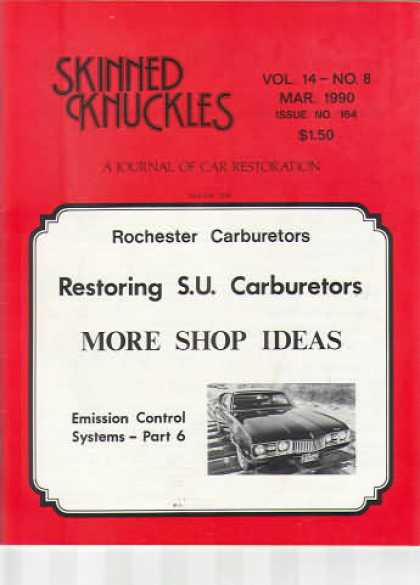 SKINNED
KNUCKLES
VOL. 14 – NO. 8
MAR. 1990
ISSUE NO. 164
$1.50
A JOURNAL OF CAR RESTORATION
Rochester Carburetors
Restoring S.U. Carburetors
MORE SHOP IDEAS
Emission Control
Systems – Part 6